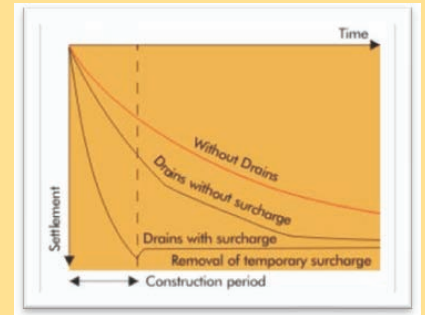 Time
Without Drains
Drains without surcharge
Settlement
Drains with surcharge
Removal of temporary surcharge
Construction period